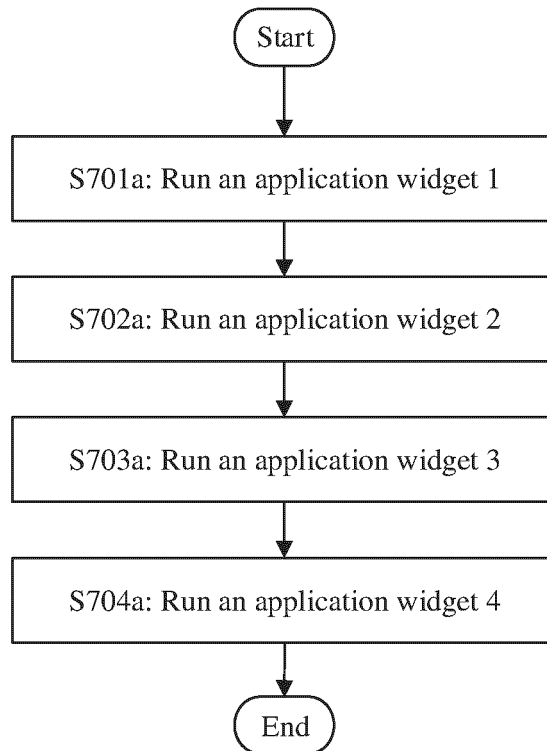 Start
S701a: Run an application widget 1
S702a: Run an application widget 2
S703a: Run an application widget 3
S704a: Run an application widget 4
End